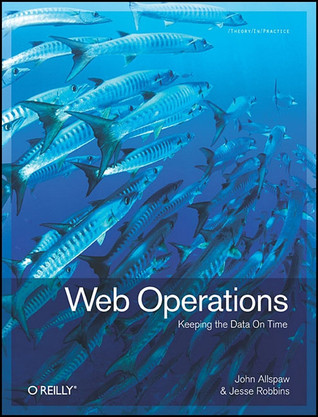 /THEORY/IN/PRACTICE
Web Operations
Keeping the Data On Time
John Allspaw
& Jesse Robbins
O'REILLY®